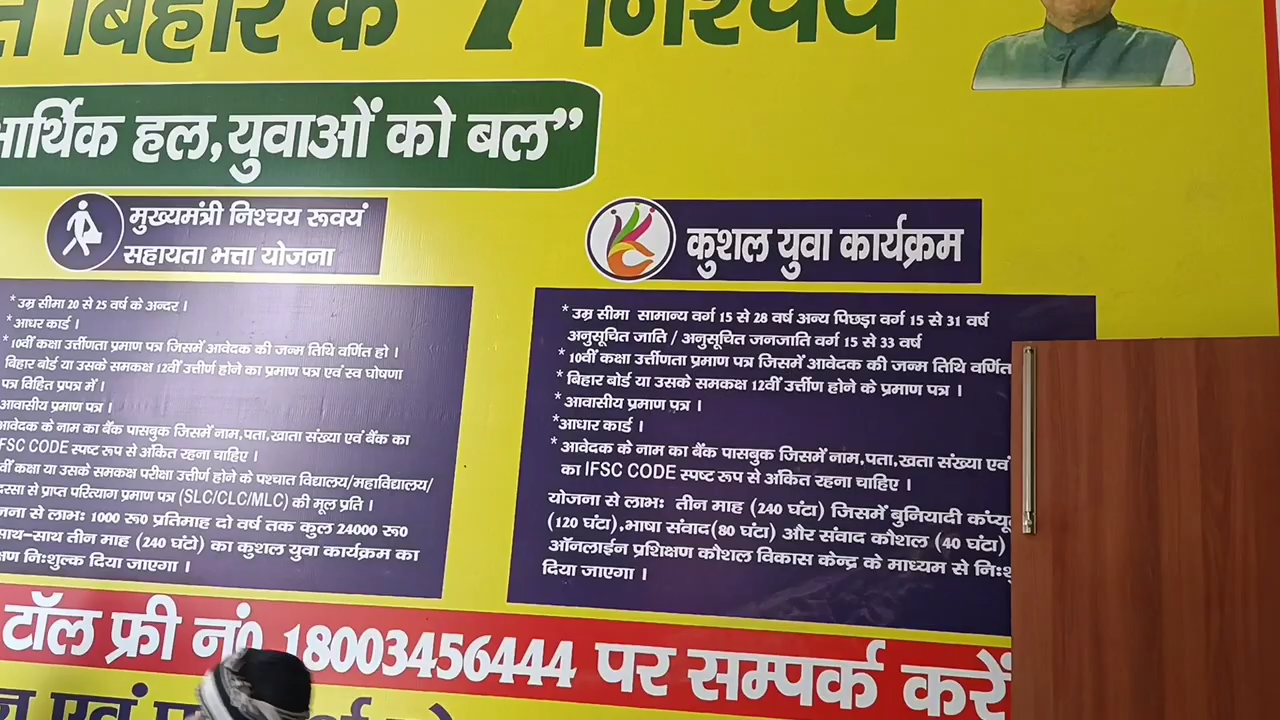 बिहार के 7 निश्चय
आर्थिक हल,युवाओं को बल”
मुख्यमंत्री निश्चय स्वयं
सहायता भत्ता योजना
* उम्र सीमा 20 से 25 वर्ष के अन्दर ।
* आधर कार्ड ।
* 10वीं कक्षा उर्त्तीणता प्रमाण पत्र जिसमें आवेदक की जन्म तिथि वर्णित हो ।
बिहार बोर्ड या उसके समकक्ष 12वीं उत्तीर्ण होने का प्रमाण पत्र एवं स्व घोषणा
पत्र विहित प्रपत्र में ।
आवासीय प्रमाण पत्र ।
आवेदक के नाम का बैंक पासबुक जिसमें नाम,पता,खाता संख्या एवं बैंक का
IFSC CODE स्पष्ट रूप से अंकित रहना चाहिए ।
वीं कक्षा या उसके समकक्ष परीक्षा उत्तीर्ण होने के पश्चात विद्यालय/महाविद्यालय/
से प्राप्त परित्याग प्रमाण पत्र (SLC/CLC/MLC) की मूल प्रति ।
से लाभः 1000 रू0 प्रतिमाह दो वर्ष तक कुल 24000 रू0
साथ-साथ तीन माह (240 घंटो) का कुशल युवा कार्यक्रम का
निःशुल्क दिया जाएगा ।
कुशल युवा कार्यक्रम
* उम्र सीमा सामान्य वर्ग 15 से 28 वर्ष अन्य पिछड़ा वर्ग 15 से 31 वर्ष
अनुसूचित जाति / अनुसूचित जनजाति वर्ग 15 से 33 वर्ष
* 10वीं कक्षा उर्त्तीणता प्रमाण पत्र जिसमें आवेदक की जन्म तिथि वर्णित
* बिहार बोर्ड या उसके समकक्ष 12वीं उर्त्तीण होने के प्रमाण पत्र ।
* आवासीय प्रमाण पत्र ।
*आधार कार्ड ।
* आवेदक के नाम का बैंक पासबुक जिसमें नाम,पता,खता संख्या एवं
का IFSC CODE स्पष्ट रूप से अंकित रहना चाहिए ।
योजना से लाभः तीन माह (240 घंटा) जिसमें बुनियादी
(120 घंटा),भाषा संवाद(80 घंटा) और संवाद कौशल (40 घंटा)
ऑनलाईन प्रशिक्षण कौशल विकास केन्द्र के माध्यम से
दिया जाएगा ।
टॉल फ्री नं0 18003456444 पर सम्पर्क करें
एवं